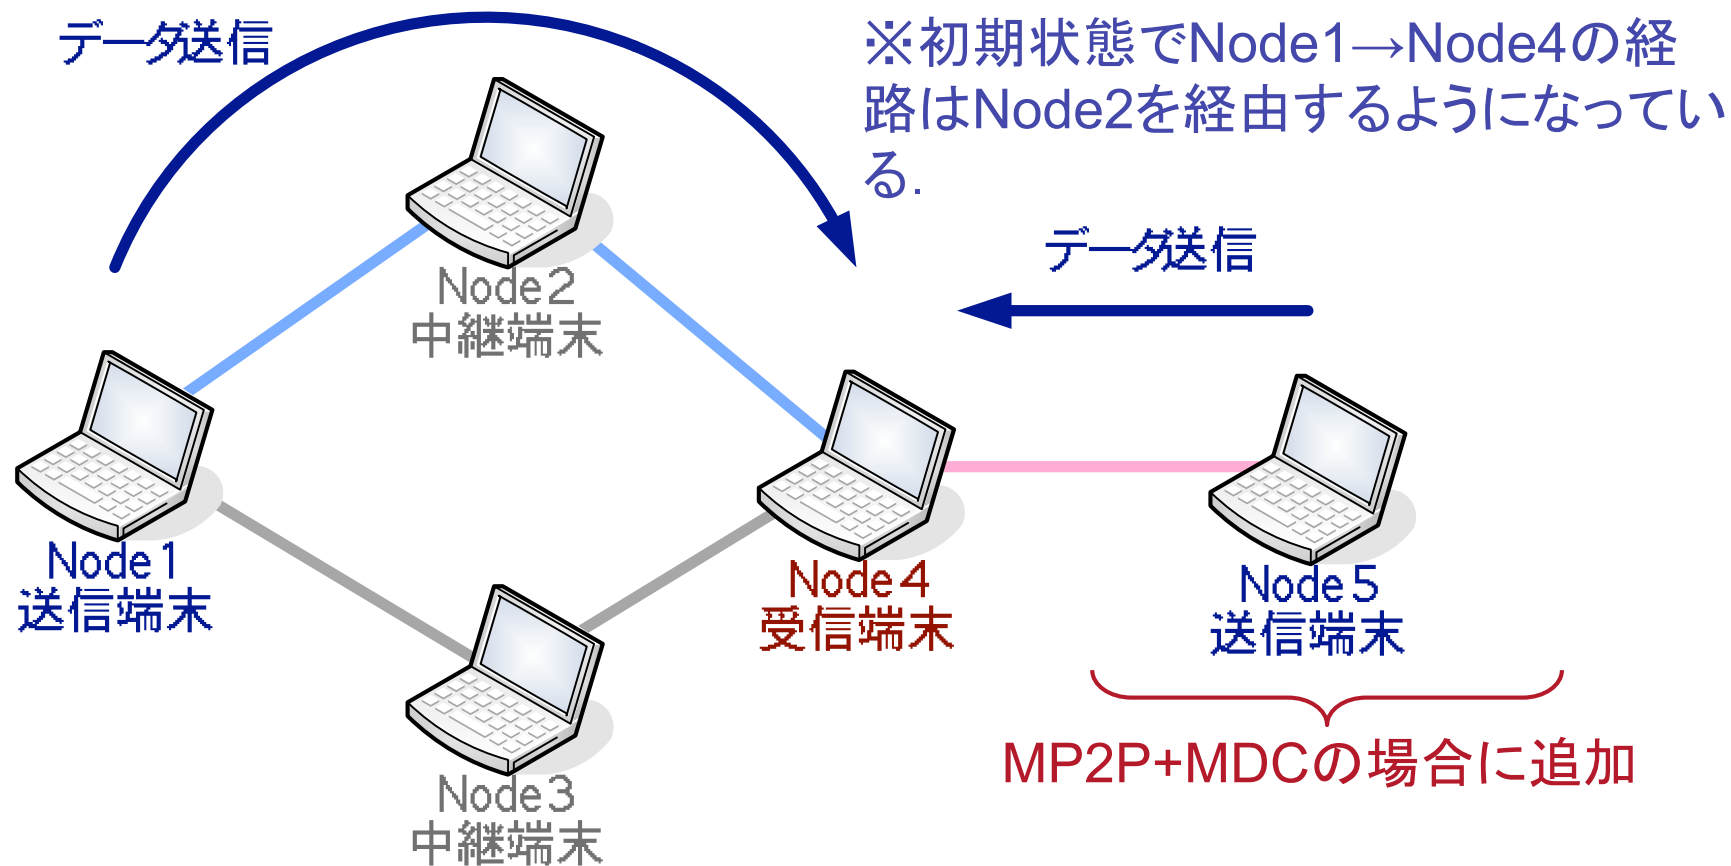 データ送信
※初期状態でNode1→Node4の経
路はNode2を経由するようになってい
る.
データ送信
Node2
中継端末
Node1
送信端末
Node4
受信端末
Node5
送信端末
MP2P+MDCの場合に追加
Node3
中継端末